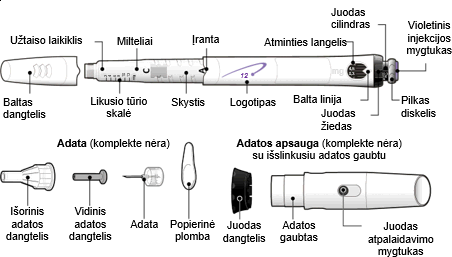 Juodas
cilindras
Violetinis
injekcijos
mygtukas
Užtaiso laikiklis
Milteliai
Įranta
Atminties langelis
12
mg
Baltas
dangtelis
Likusio tūrio
skalė
Skystis
Logotipas
Balta linija
Juodas
žiedas
Pilkas
diskelis
Adata (komplekte nėra)
Adatos apsauga (komplekte nėra)
su išslinkusiu adatos gaubtu
Išorinis
adatos
dangtelis
Vidinis
adatos
dangtelis
Adata
Popierinė
plomba
Juodas
dangtelis
Adatos
gaubtas
Juodas
atpalaidavimo
mygtukas